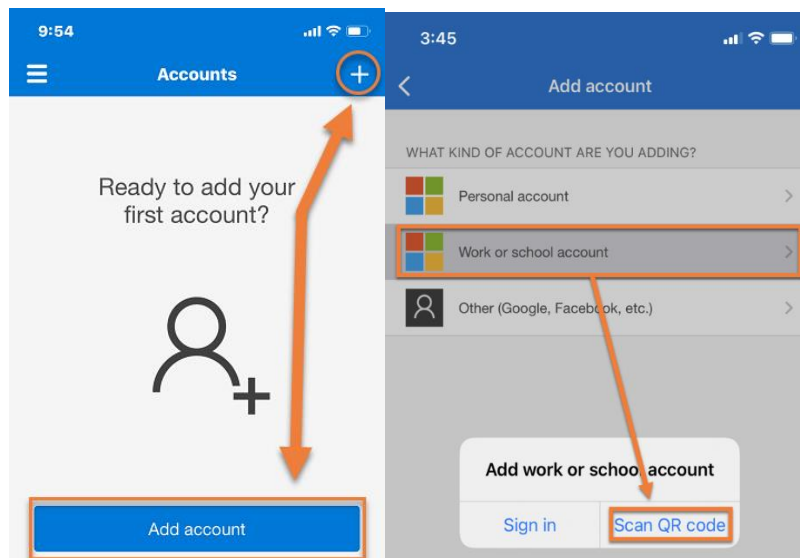 9:54
Accounts
Ready to add your
first account?
Add account
3:45
Add account
WHAT KIND OF ACCOUNT ARE YOU ADDING?
Personal account
Work or school account
Other (Google, Facebook, etc.)
Add work or school account
Sign in
Scan QR code